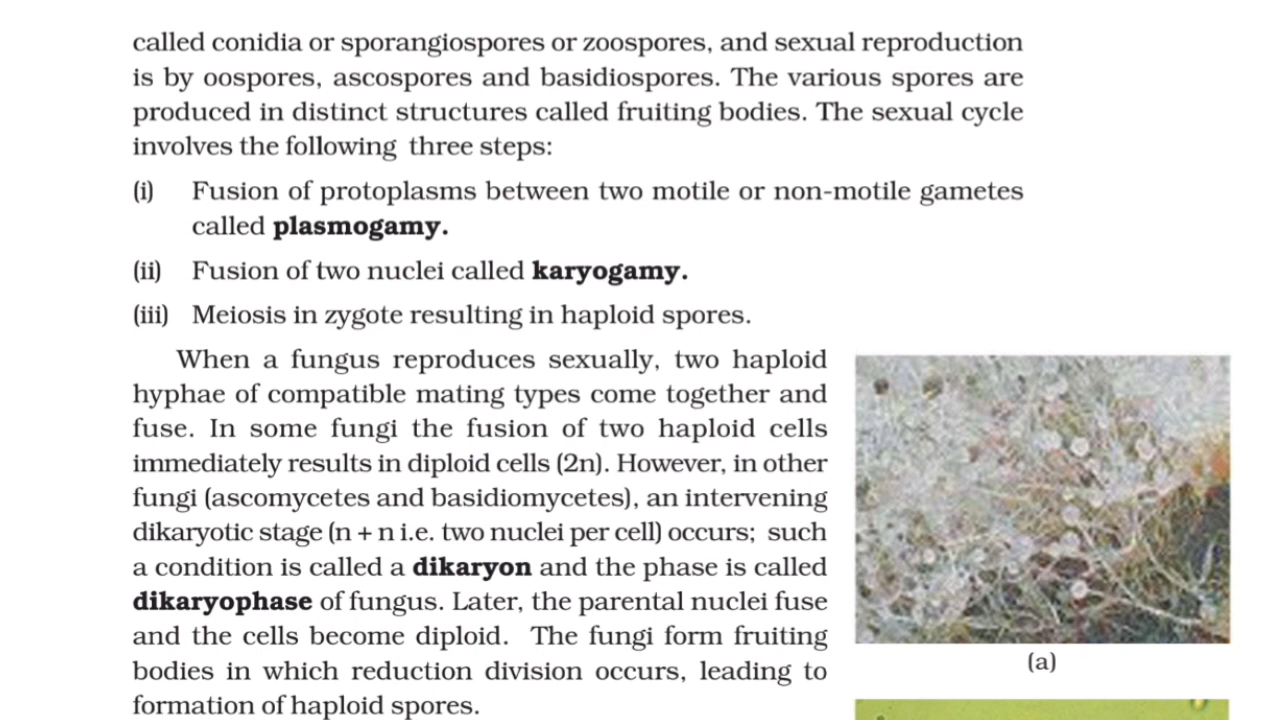 called conidia or sporangiospores or zoospores, and sexual reproduction
is by oospores, ascospores and basidiospores. The various spores are
produced in distinct structures called fruiting bodies. The sexual cycle
involves the following three steps:
(i) Fusion of protoplasms between two motile or non-motile gametes
called plasmogamy.
(ii) Fusion of two nuclei called karyogamy.
(iii) Meiosis in zygote resulting in haploid spores.
When a fungus reproduces sexually, two haploid
hyphae of compatible mating types come together and
fuse. In some fungi the fusion of two haploid cells
immediately results in diploid cells (2n). However, in other
fungi (ascomycetes and basidiomycetes), an intervening
dikaryotic stage (n + n i.e. two nuclei per cell) occurs; such
a condition is called a dikaryon and the phase is called
dikaryophase of fungus. Later, the parental nuclei fuse
and the cells become diploid. The fungi form fruiting
bodies in which reduction division occurs, leading to
formation of haploid spores.
(a)